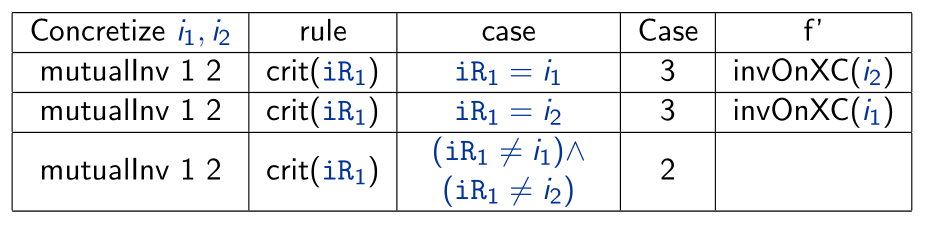 Concretize i₁, i₂ rule case Case f'
mutualInv 1 2 crit(iR₁) iR₁ = i₁ 3 invOnXC(i₂)
mutualInv 1 2 crit(iR₁) iR₁ = i₂ 3 invOnXC(i₁)
mutualInv 1 2 crit(iR₁) (iR₁ ≠ i₁)∧ 2
(iR₁ ≠ i₂)